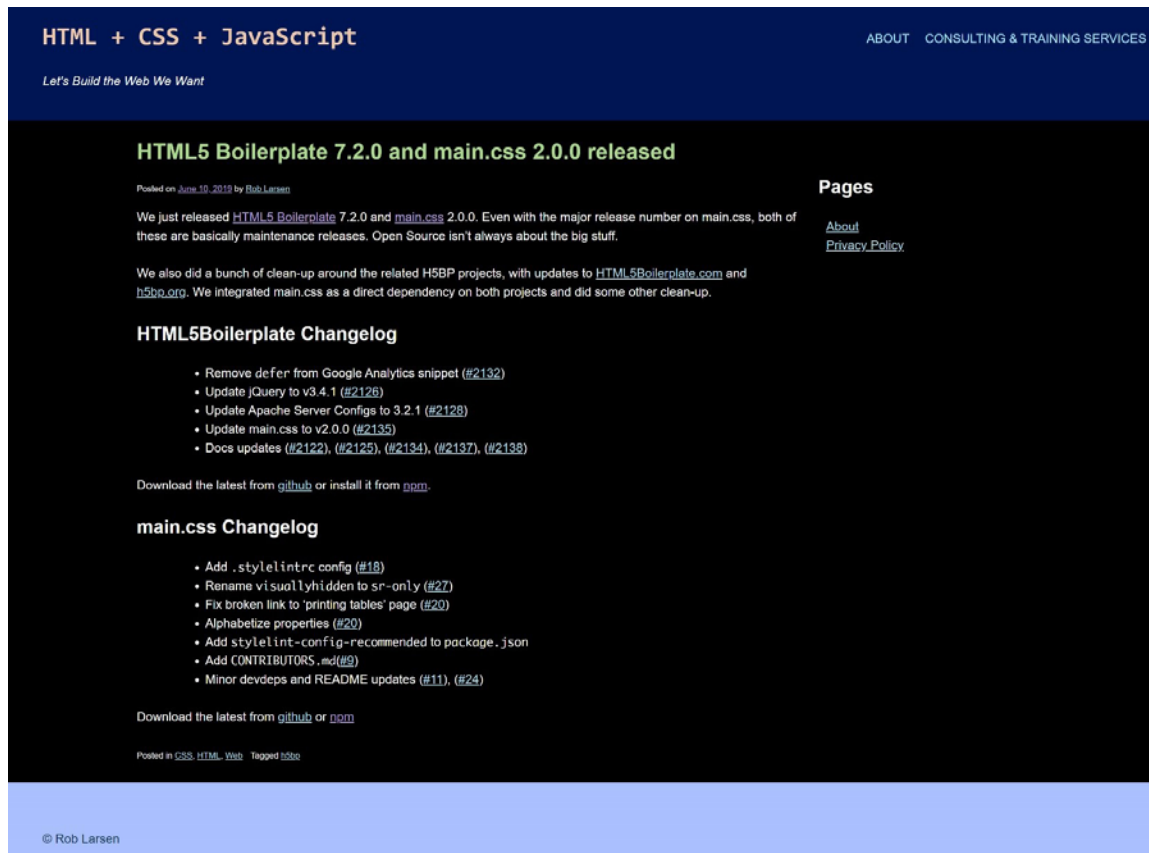 HTML + CSS + JavaScript
ABOUT CONSULTING & TRAINING SERVICES
Let's Build the Web We Want
HTML5 Boilerplate 7.2.0 and main.css 2.0.0 released
Posted on June 10, 2019 by Rob Larsen
We just released HTML5 Boilerplate 7.2.0 and main.css 2.0.0. Even with the major release number on main.css, both of
these are basically maintenance releases. Open Source isn't always about the big stuff.
We also did a bunch of clean-up around the related H5BP projects, with updates to HTML5Boilerplate.com and
h5bp.org. We integrated main.css as a direct dependency on both projects and did some other clean-up.
HTML5Boilerplate Changelog
• Remove defer from Google Analytics snippet (#2132)
• Update jQuery to v3.4.1 (#2126)
• Update Apache Server Configs to 3.2.1 (#2128)
• Update main.css to v2.0.0 (#2135)
• Docs updates (#2122), (#2125), (#2134), (#2137), (#2138)
Download the latest from github or install it from npm.
main.css Changelog
• Add .stylelintrc config (#18)
• Rename visuallyhidden to sr-only (#27)
• Fix broken link to 'printing tables' page (#20)
• Alphabetize properties (#20)
• Add stylelint-config-recommended to package.json
• Add CONTRIBUTORS.md(#9)
• Minor devdeps and README updates (#11), (#24)
Download the latest from github or npm
Posted in CSS, HTML, Web Tagged h5bp
Pages
About
Privacy Policy
© Rob Larsen